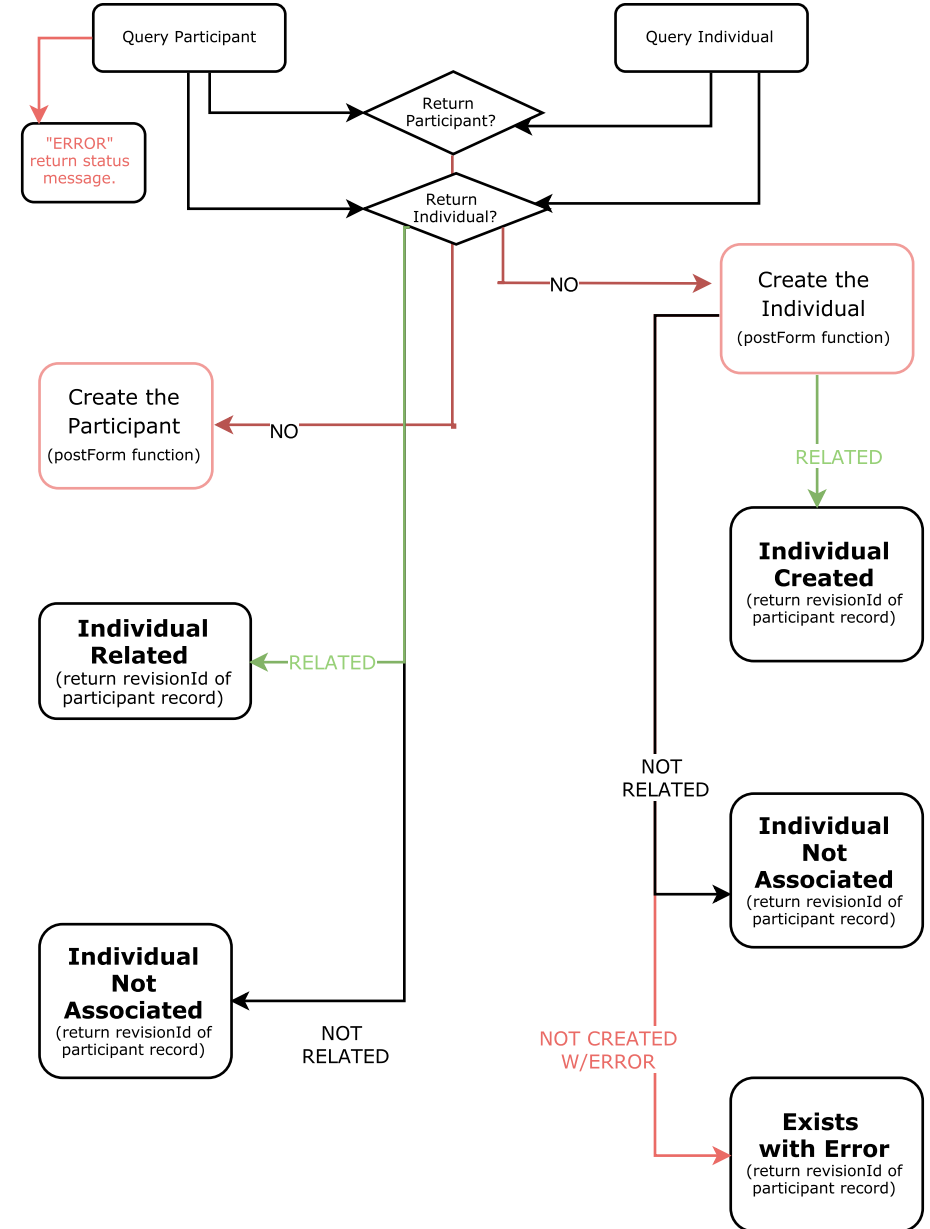 Query Participant
Query Individual
Return
Participant?
"ERROR"
return status
message.
Return
Individual?
NO
Create the
Individual
(postForm function)
Create the
Participant
(postForm function)
NO
RELATED
Individual
Created
(return revisionId of
participant record)
Individual
Related
(return revisionId of
participant record)
RELATED
NOT
RELATED
Individual
Not
Associated
(return revisionId of
participant record)
Individual
Not
Associated
(return revisionId of
participant record)
NOT
RELATED
NOT CREATED
W/ERROR
Exists
with Error
(return revisionId of
participant record)